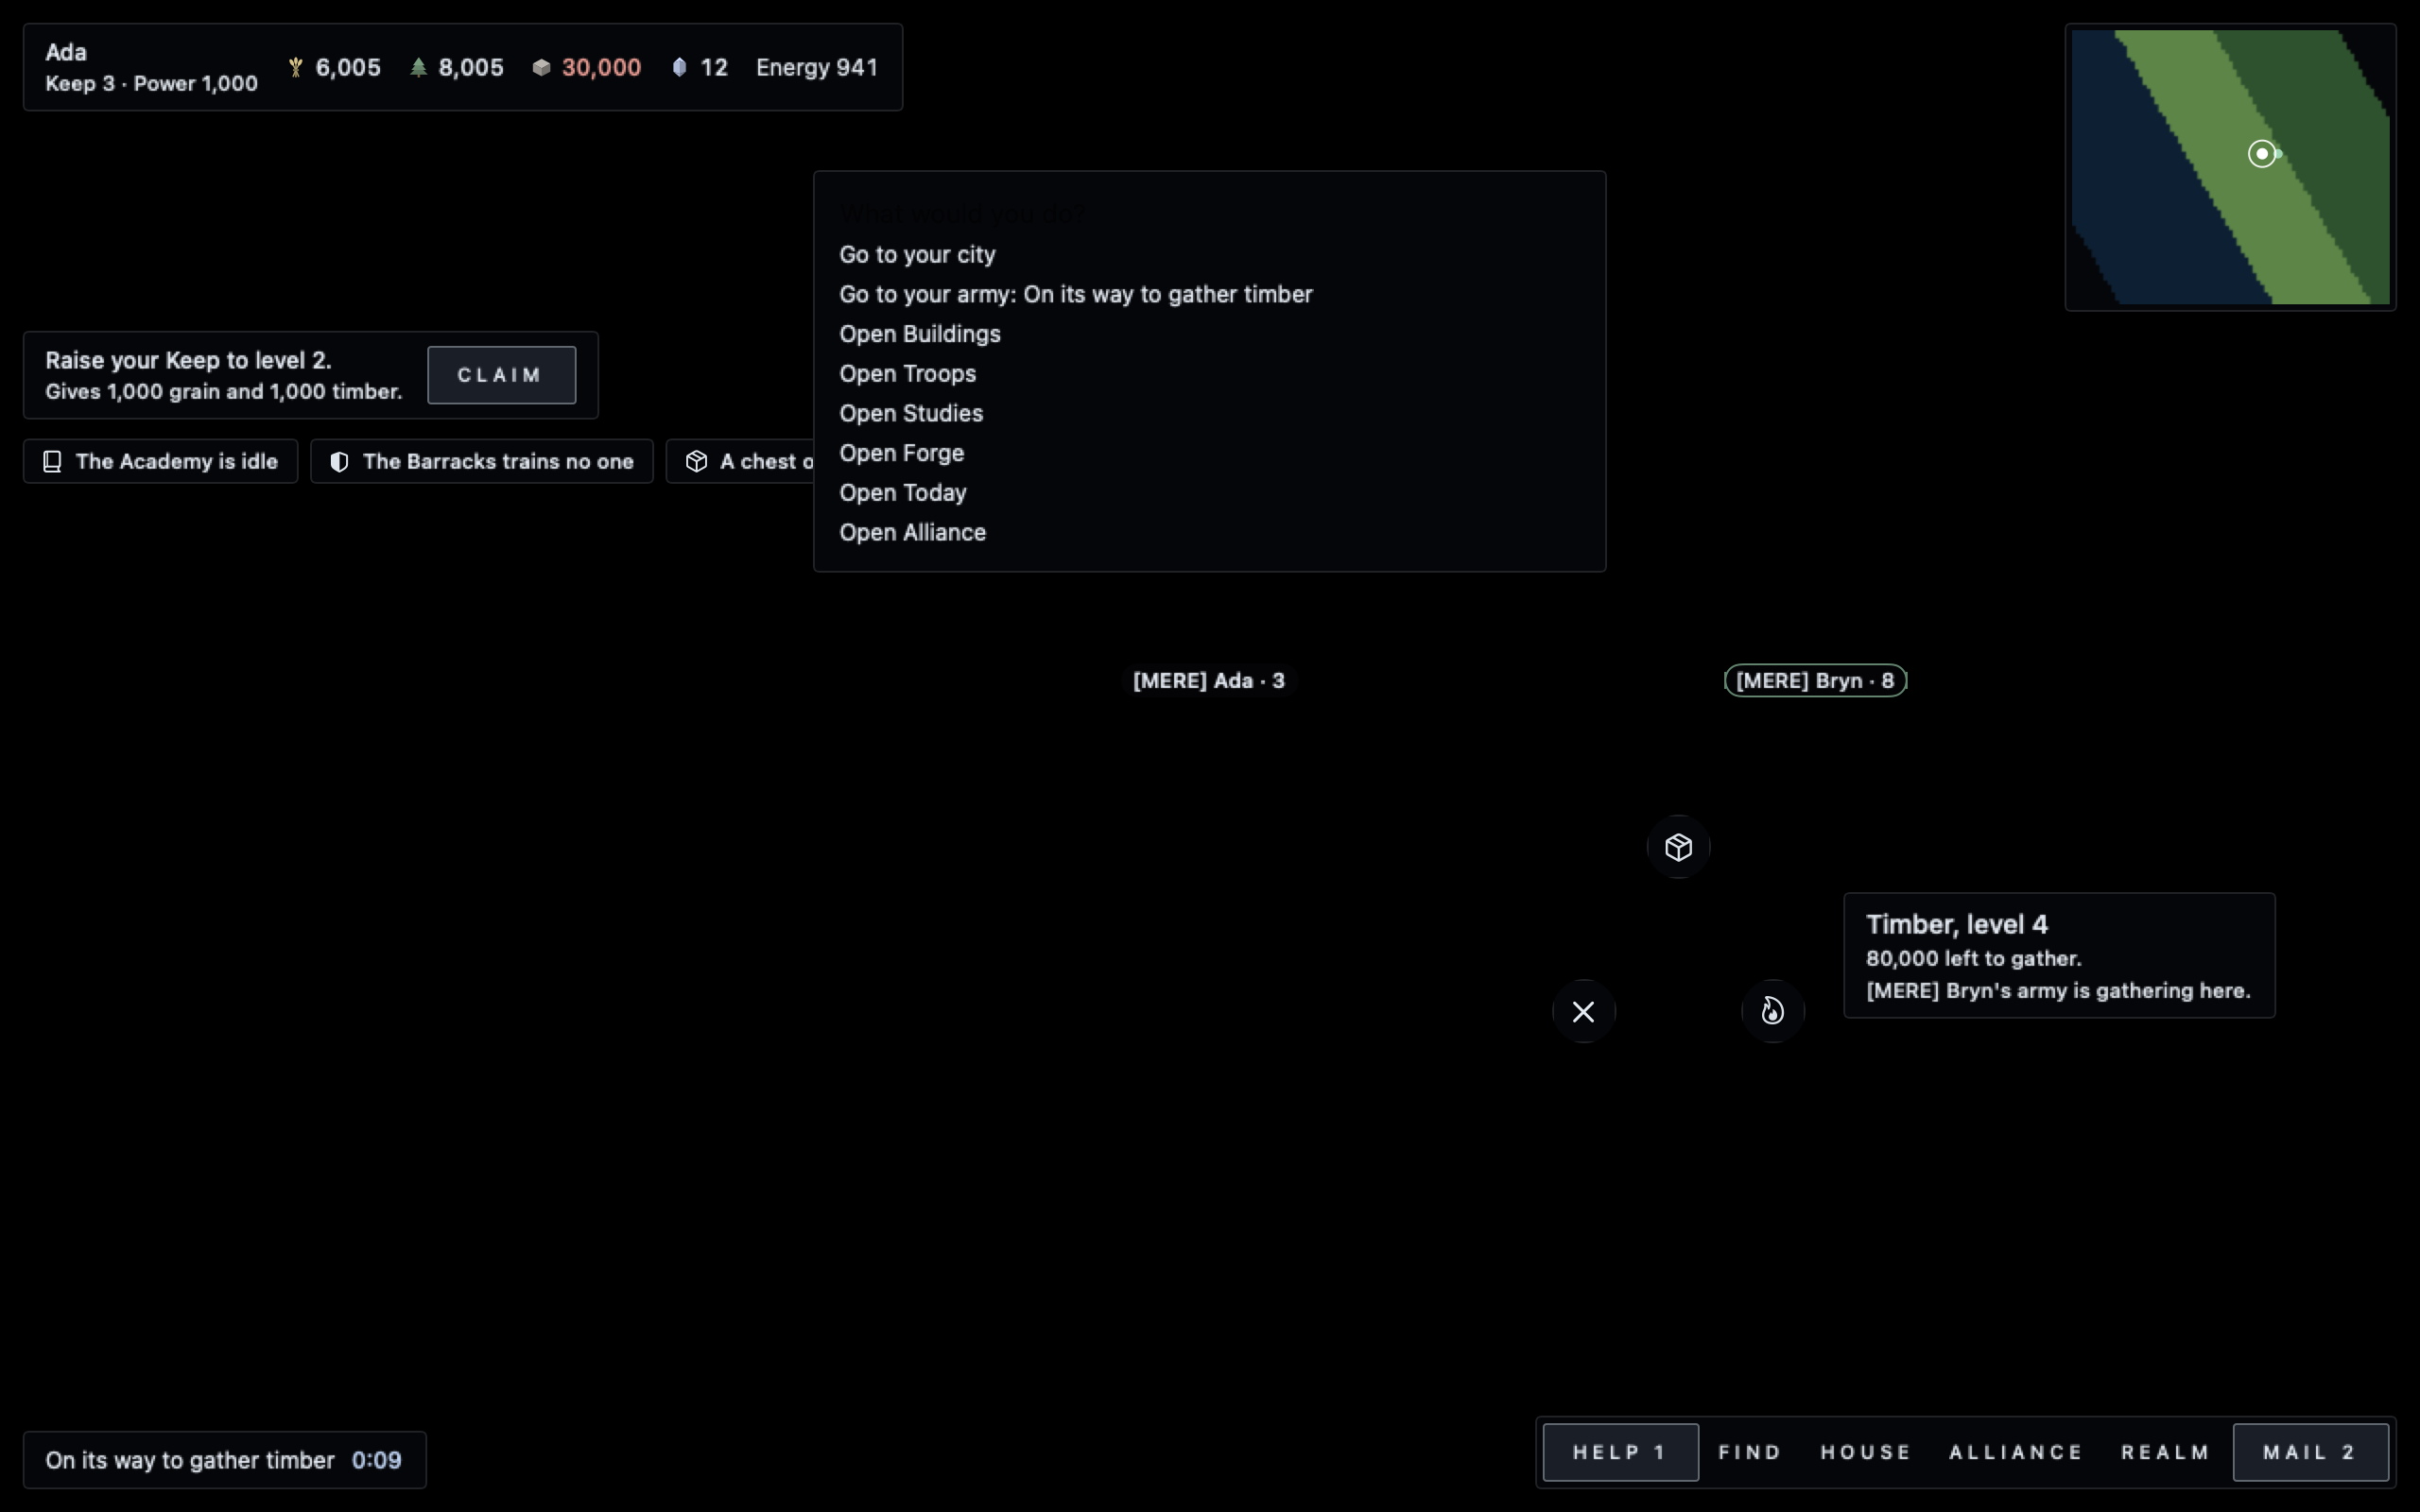 Ada
Keep 3 · Power 1,000
6,005
8,005
30,000
12
Energy 941
What would you do?
Go to your city
Go to your army: On its way to gather timber
Open Buildings
Open Troops
Open Studies
Open Forge
Open Today
Open Alliance
Raise your Keep to level 2.
Gives 1,000 grain and 1,000 timber.
CLAIM
The Academy is idle
The Barracks trains no one
A chest
[MERE] Ada · 3
[MERE] Bryn · 8
Timber, level 4
80,000 left to gather.
[MERE] Bryn's army is gathering here.
On its way to gather timber 0:09
HELP 1
FIND
HOUSE
ALLIANCE
REALM
MAIL 2